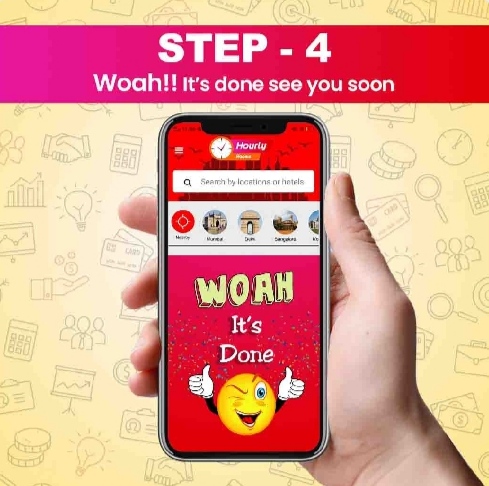 STEP - 4
Woah!! It's done see you soon
Hourly
Rooms
Search by locations or hotels
Nearby
Mumbai
Delhi
Bangalore
WOAH
It's
Done